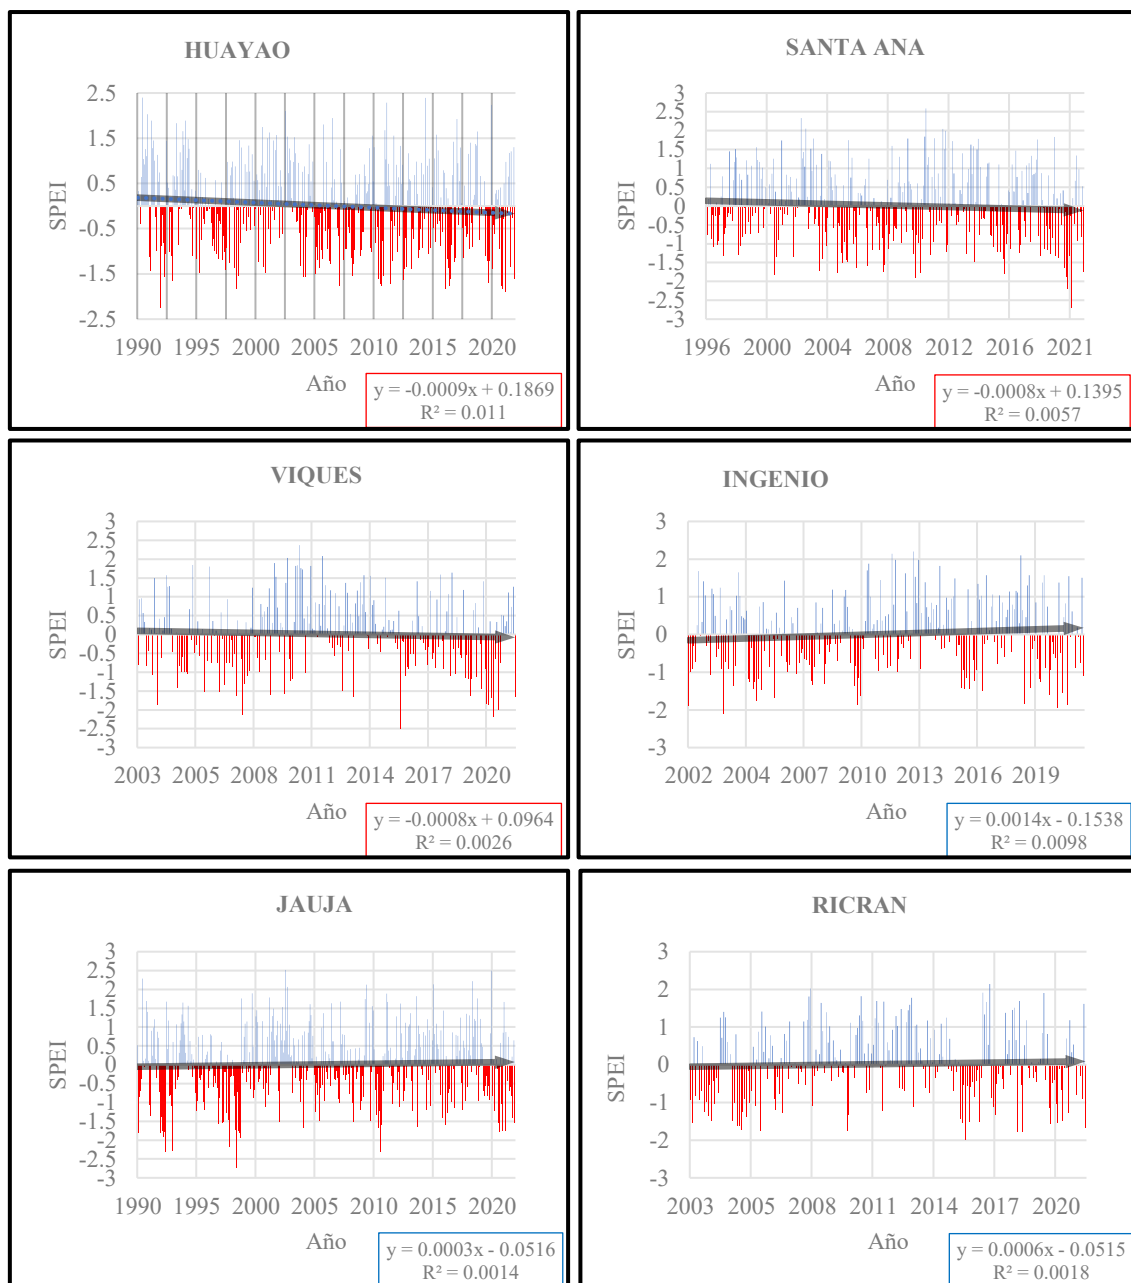 HUAYAO
SPEI
2.5
1.5
0.5
-0.5
-1.5
-2.5
1990 1995 2000 2005 2010 2015 2020
Año
y = -0.0009x + 0.1869
R² = 0.011
SANTA ANA
SPEI
3
2.5
2
1.5
1
0.5
0
-0.5
-1
-1.5
-2
-2.5
-3
1996 2000 2004 2008 2012 2016 2021
Año
y = -0.0008x + 0.1395
R² = 0.0057
VIQUES
SPEI
3
2.5
2
1.5
1
0.5
0
-0.5
-1
-1.5
-2
-2.5
-3
2003 2005 2008 2011 2014 2017 2020
Año
y = -0.0008x + 0.0964
R² = 0.0026
INGENIO
SPEI
3
2
1
0
-1
-2
-3
2002 2004 2007 2010 2013 2016 2019
Año
y = 0.0014x - 0.1538
R² = 0.0098
JAUJA
SPEI
3
2.5
2
1.5
1
0.5
0
-0.5
-1
-1.5
-2
-2.5
-3
1990 1995 2000 2005 2010 2015 2020
Año
y = 0.0003x - 0.0516
R² = 0.0014
RICRAN
SPEI
3
2
1
0
-1
-2
-3
2003 2005 2008 2011 2014 2017 2020
Año
y = 0.0006x - 0.0515
R² = 0.0018